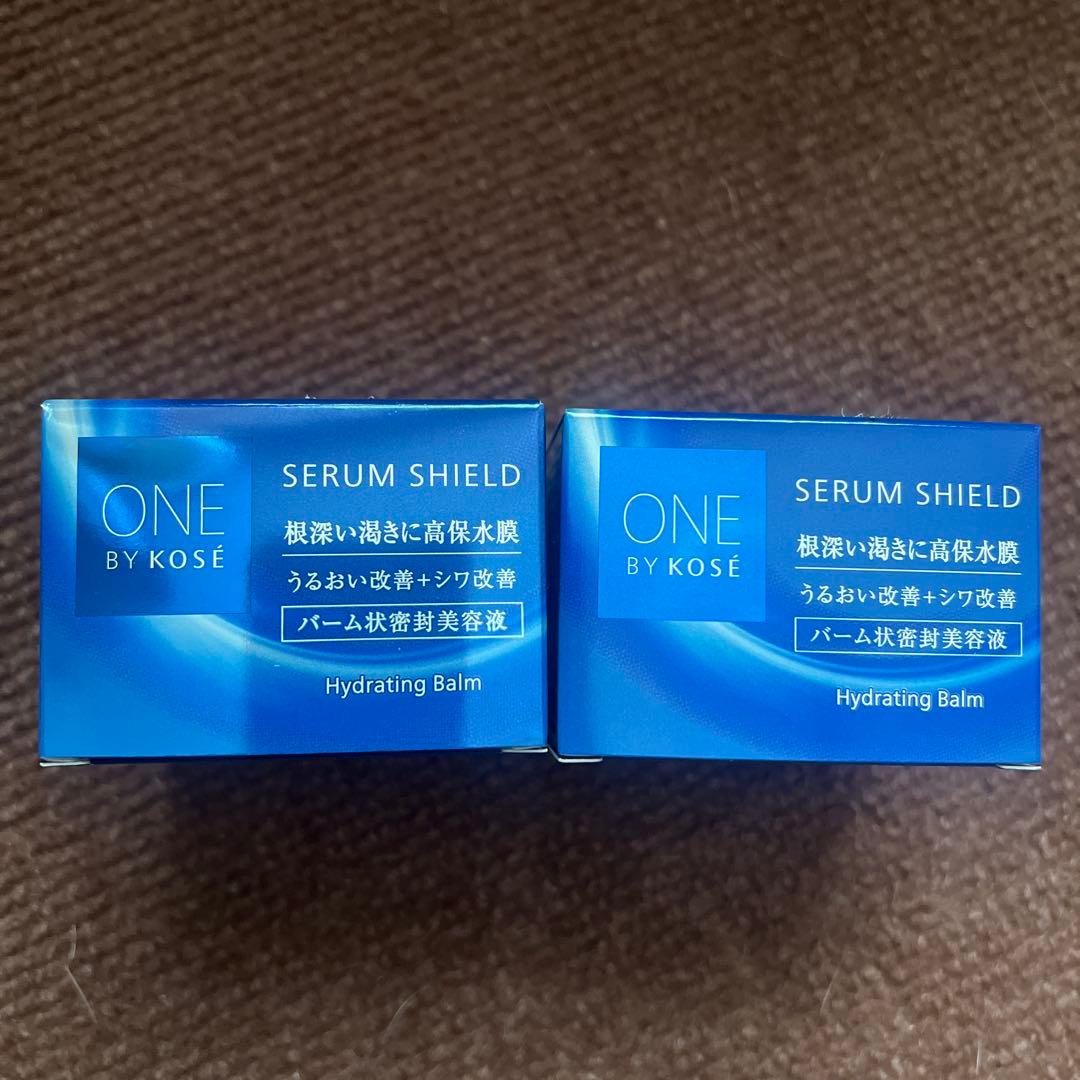 ONE
BY KOSÉ
SERUM SHIELD
根深い渇きに高保水膜
うるおい改善+シワ改善
バーム状密封美容液
Hydrating Balm
ONE
BY KOSÉ
SERUM SHIELD
根深い渇きに高保水膜
うるおい改善+シワ改善
バーム状密封美容液
Hydrating Balm